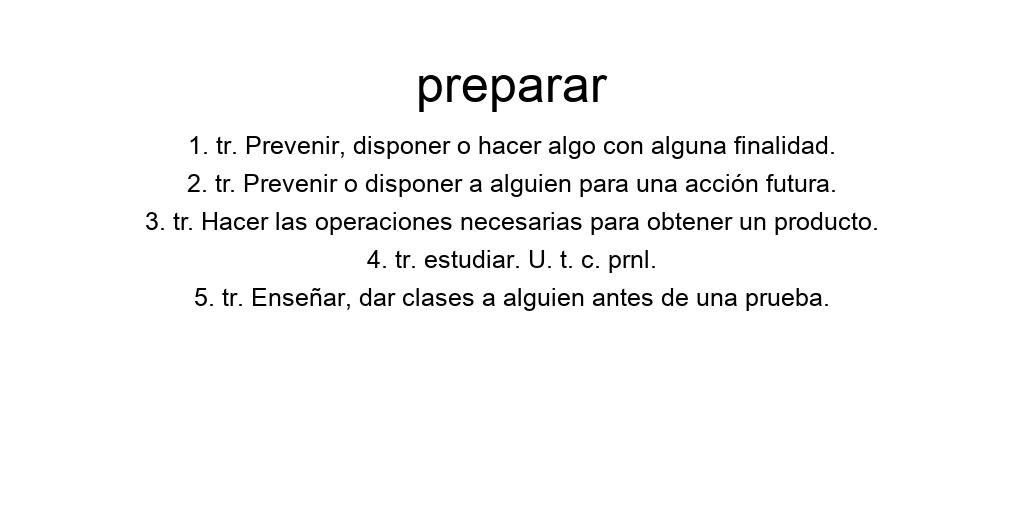 preparar
1. tr. Prevenir, disponer o hacer algo con alguna finalidad.
2. tr. Prevenir o disponer a alguien para una acción futura.
3. tr. Hacer las operaciones necesarias para obtener un producto.
4. tr. estudiar. U. t. c. prnl.
5. tr. Enseñar, dar clases a alguien antes de una prueba.